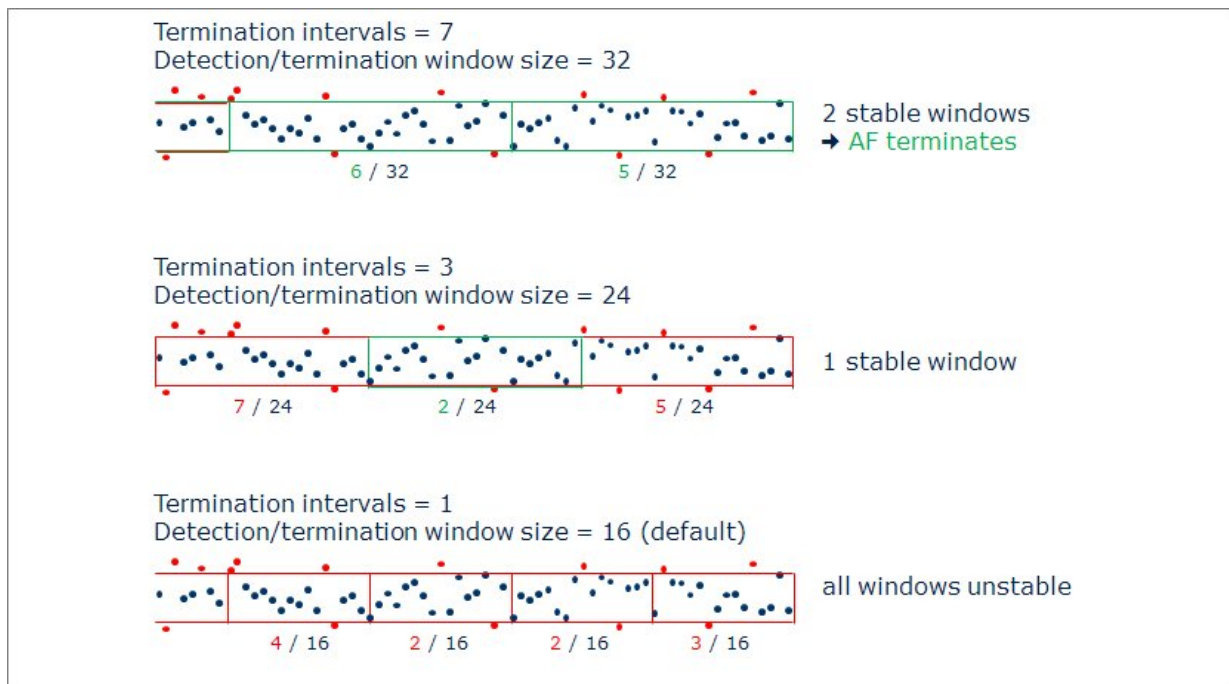 Termination intervals = 7
Detection/termination window size = 32
2 stable windows
→ AF terminates
6 / 32
5 / 32
Termination intervals = 3
Detection/termination window size = 24
1 stable window
7 / 24
2 / 24
5 / 24
Termination intervals = 1
Detection/termination window size = 16 (default)
all windows unstable
4 / 16
2 / 16
2 / 16
3 / 16